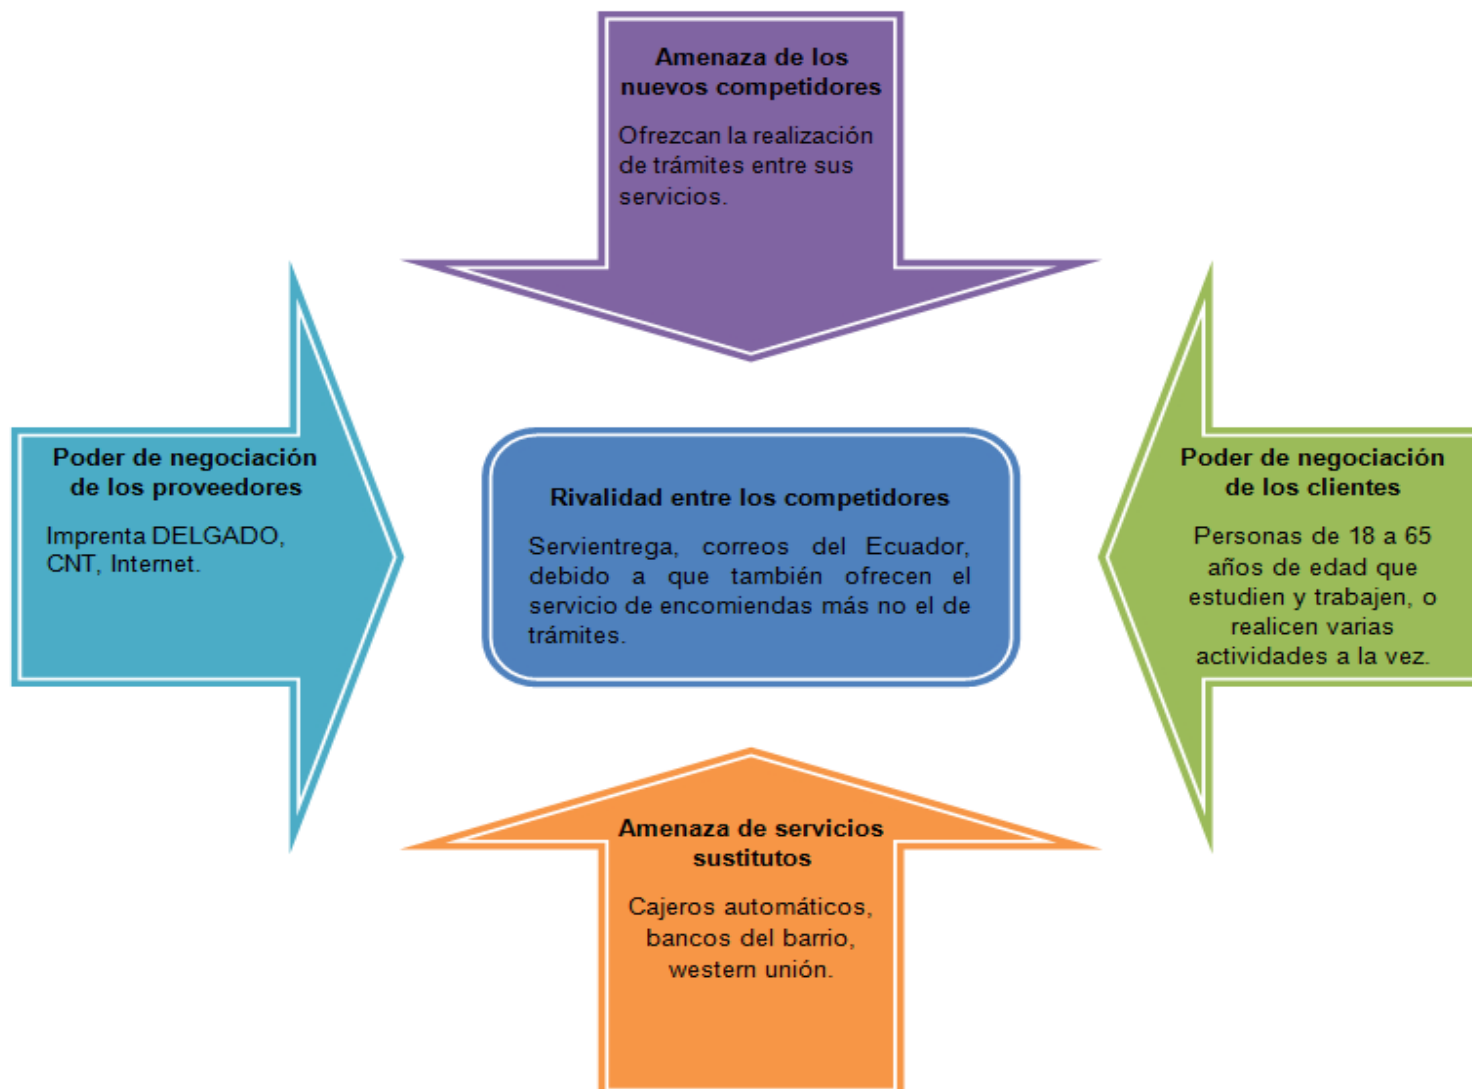 Amenaza de los
nuevos competidores
Ofrezcan la realización
de trámites entre sus
servicios.
Poder de negociación
de los proveedores
Imprenta DELGADO,
CNT, Internet.
Rivalidad entre los competidores
Servientrega, correos del Ecuador,
debido a que también ofrecen el
servicio de encomiendas más no el de
trámites.
Poder de negociación
de los clientes
Personas de 18 a 65
años de edad que
estudien y trabajen, o
realicen varias
actividades a la vez.
Amenaza de servicios
sustitutos
Cajeros automáticos,
bancos del barrio,
western unión.